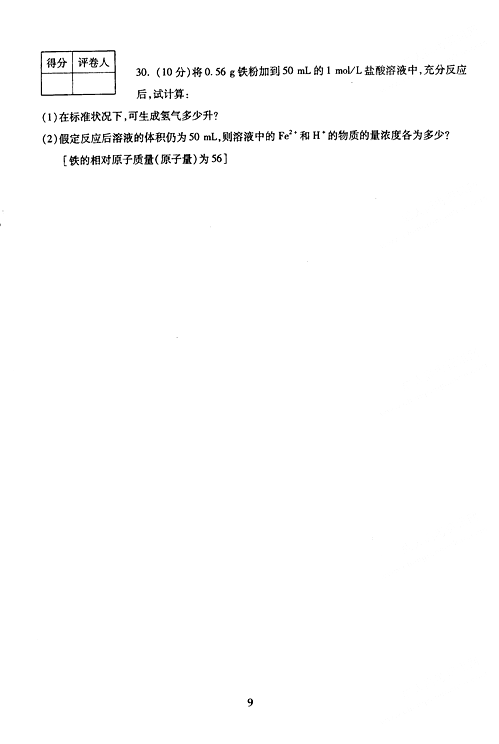 得分 评卷人
30. (10 分)将 0.56 g 铁粉加到 50 mL 的 1 mol/L 盐酸溶液中,充分反应
后,试计算:
(1)在标准状况下,可生成氢气多少升?
(2)假定反应后溶液的体积仍为 50 mL,则溶液中的 Fe²⁺ 和 H⁺ 的物质的量浓度各为多少?
[铁的相对原子质量(原子量)为 56]
9